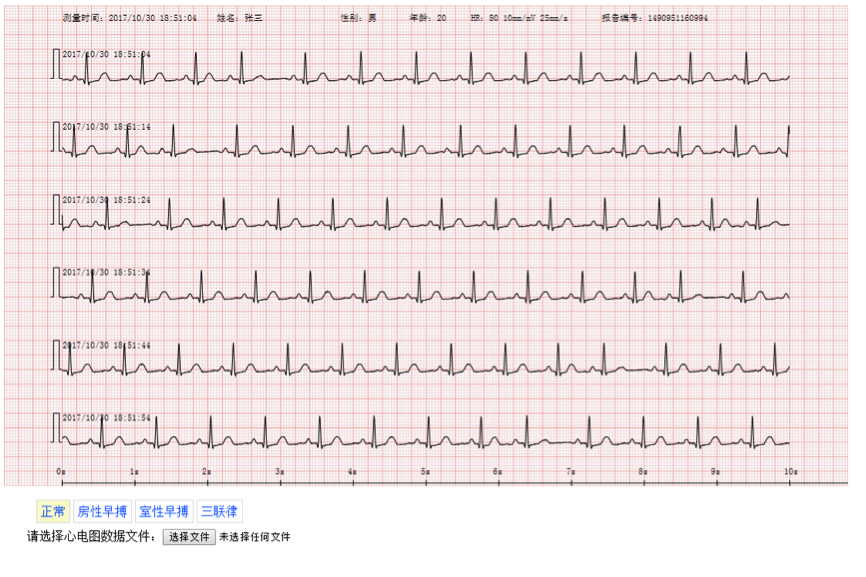 测量时间: 2017/10/30 18:51:04 姓名: 张三 性别: 男 年龄: 20 HR: 80 10mm/mV 25mm/s 报告编号: 1490951160994
2017/10/30 18:51:04
2017/10/30 18:51:14
2017/10/30 18:51:24
2017/10/30 18:51:34
2017/10/30 18:51:44
2017/10/30 18:51:54
0s 1s 2s 3s 4s 5s 6s 7s 8s 9s 10s
正常 房性早搏 室性早搏 三联律
请选择心电图数据文件: 选择文件 未选择任何文件